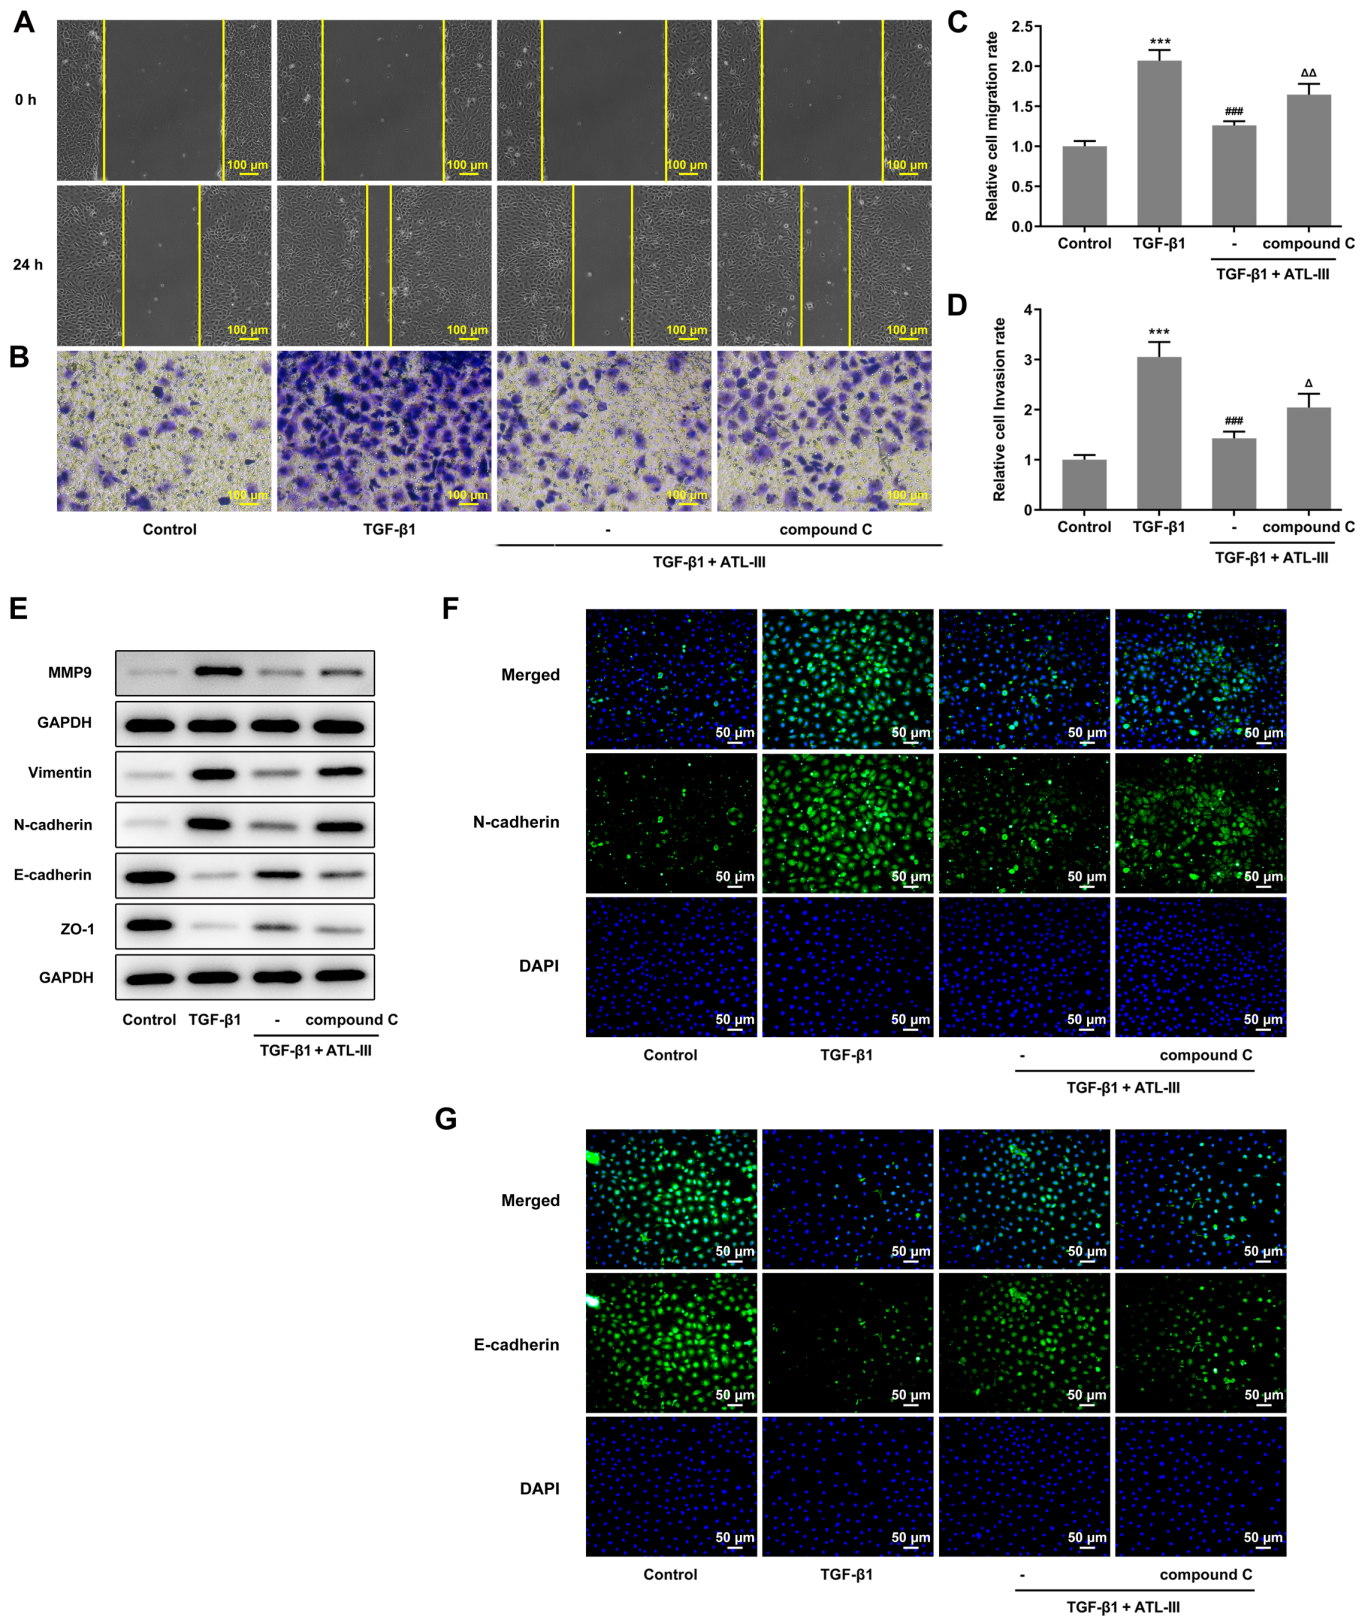 A
0 h
100 µm 100 µm 100 µm 100 µm
24 h
100 µm 100 µm 100 µm 100 µm
B
100 µm 100 µm 100 µm 100 µm
Control TGF-β1 - compound C
TGF-β1 + ATL-III
C
Relative cell migration rate
2.5
2.0
1.5
1.0
0.5
0.0
***
###
ΔΔ
Control TGF-β1 - compound C
TGF-β1 + ATL-III
D
Relative cell Invasion rate
4
3
2
1
0
***
###
Δ
Control TGF-β1 - compound C
TGF-β1 + ATL-III
E
MMP9
GAPDH
Vimentin
N-cadherin
E-cadherin
ZO-1
GAPDH
Control TGF-β1 - compound C
TGF-β1 + ATL-III
F
Merged
50 µm 50 µm 50 µm 50 µm
N-cadherin
50 µm 50 µm 50 µm 50 µm
DAPI
50 µm 50 µm 50 µm 50 µm
Control TGF-β1 - compound C
TGF-β1 + ATL-III
G
Merged
50 µm 50 µm 50 µm 50 µm
E-cadherin
50 µm 50 µm 50 µm 50 µm
DAPI
50 µm 50 µm 50 µm 50 µm
Control TGF-β1 - compound C
TGF-β1 + ATL-III